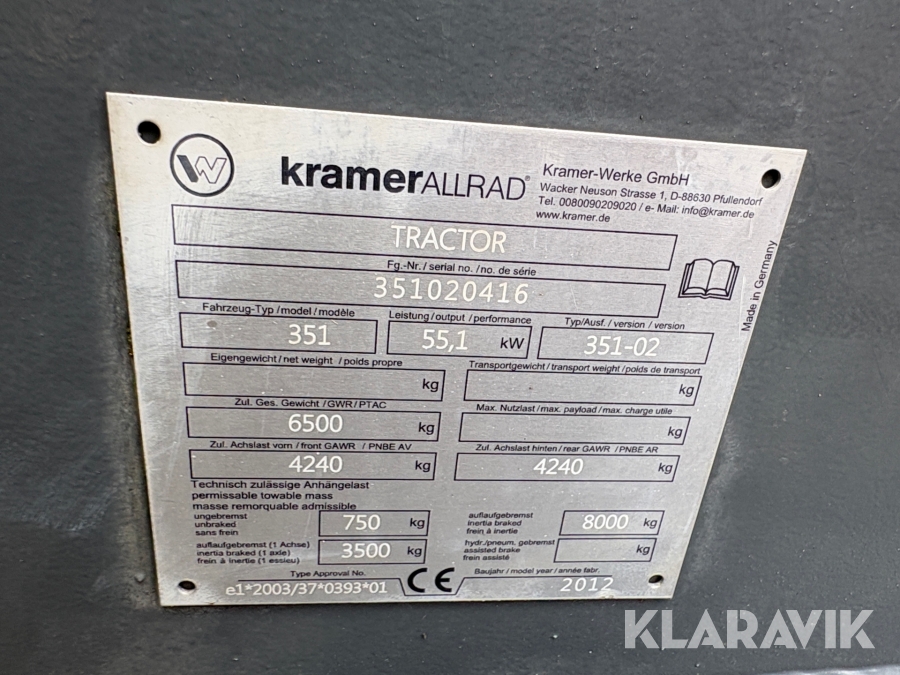 kramerALLRAD®
Kramer-Werke GmbH
Wacker Neuson Strasse 1, D-88630 Pfullendorf
Tel. 0080090209020 / e- Mail: info@kramer.de
www.kramer.de
TRACTOR
Fg.-Nr./ serial no. / no. de série
351020416
Made in Germany
Fahrzeug-Typ / model / modèle
351
Leistung / output / performance
55,1 kW
Typ/Ausf. / version / version
351-02
Eigengewicht / net weight / poids propre
kg
Transportgewicht / transport weight / poids de transport
kg
Zul. Ges. Gewicht / GWR / PTAC
6500 kg
Max. Nutzlast / max. payload / max. charge utile
kg
Zul. Achslast vorn / front GAWR / PNBE AV
4240 kg
Zul. Achslast hinten / rear GAWR / PNBE AR
4240 kg
Technisch zulässige Anhängelast
permissable towable mass
masse remorquable admissible
ungebremst
unbraked
sans frein
750 kg
auflaufgebremst
inertia braked
frein à inertie
8000 kg
auflaufgebremst (1 Achse)
inertia braked (1 axle)
frein à inertie (1 essieu)
3500 kg
hydr./pneum. gebremst
assisted brake
frein assisté
kg
Type Approval No.
e1*2003/37*0393*01
CE
Baujahr / model year / année fabr.
2012
KLARAVIK